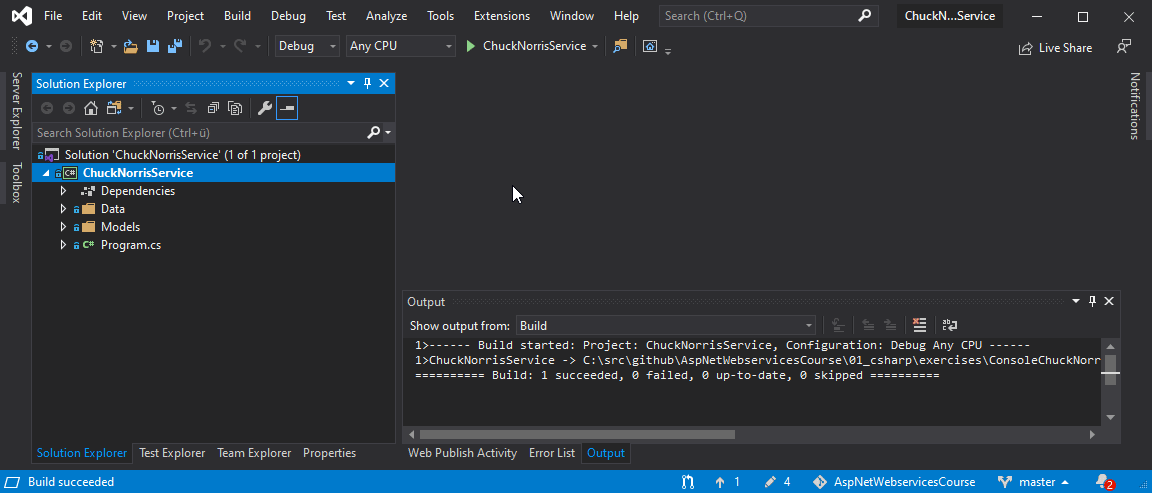 File Edit View Project Build Debug Test Analyze Tools Extensions Window Help Search (Ctrl+Q) ChuckN...Service
Debug Any CPU ChuckNorrisService Live Share
Server Explorer
Toolbox
Solution Explorer
Search Solution Explorer (Ctrl+ü)
Solution 'ChuckNorrisService' (1 of 1 project)
C# ChuckNorrisService
Dependencies
Data
Models
C# Program.cs
Solution Explorer Test Explorer Team Explorer Properties
Notifications
Output
Show output from: Build
1>------ Build started: Project: ChuckNorrisService, Configuration: Debug Any CPU ------
1>ChuckNorrisService -> C:\src\github\AspNetWebservicesCourse\01_csharp\exercises\ConsoleChuckNorr
========== Build: 1 succeeded, 0 failed, 0 up-to-date, 0 skipped ==========
Web Publish Activity Error List Output
Build succeeded 1 4 AspNetWebservicesCourse master 2